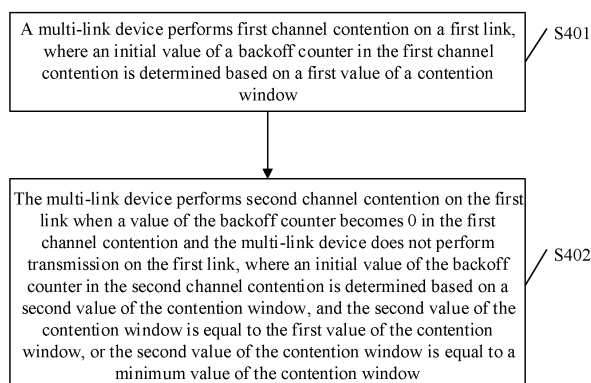 A multi-link device performs first channel contention on a first link,
where an initial value of a backoff counter in the first channel
contention is determined based on a first value of a contention
window
S401
The multi-link device performs second channel contention on the first
link when a value of the backoff counter becomes 0 in the first
channel contention and the multi-link device does not perform
transmission on the first link, where an initial value of the backoff
counter in the second channel contention is determined based on a
second value of the contention window, and the second value of the
contention window is equal to the first value of the contention
window, or the second value of the contention window is equal to a
minimum value of the contention window
S402